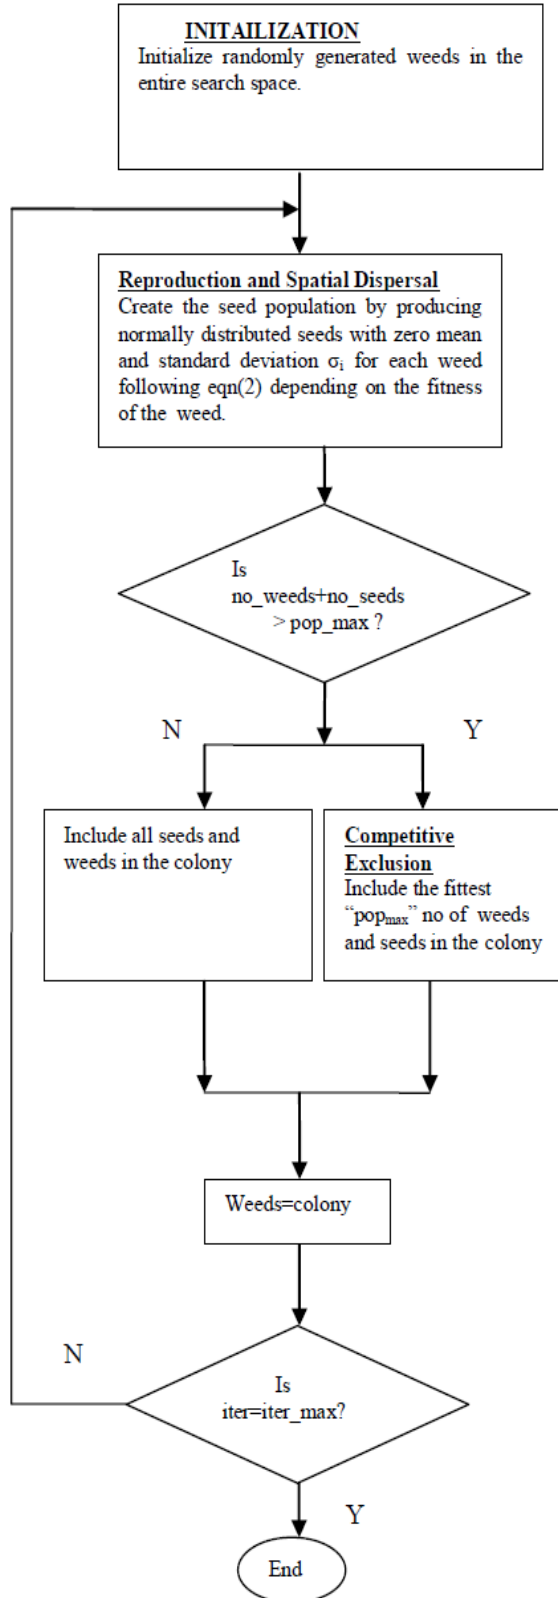 INITAILIZATION
Initialize randomly generated weeds in the
entire search space.
Reproduction and Spatial Dispersal
Create the seed population by producing
normally distributed seeds with zero mean
and standard deviation σᵢ for each weed
following eqn(2) depending on the fitness
of the weed.
Is
no_weeds+no_seeds
> pop_max ?
N
Y
Include all seeds and
weeds in the colony
Competitive
Exclusion
Include the fittest
“popmax” no of weeds
and seeds in the colony
Weeds=colony
N
Is
iter=iter_max?
Y
End